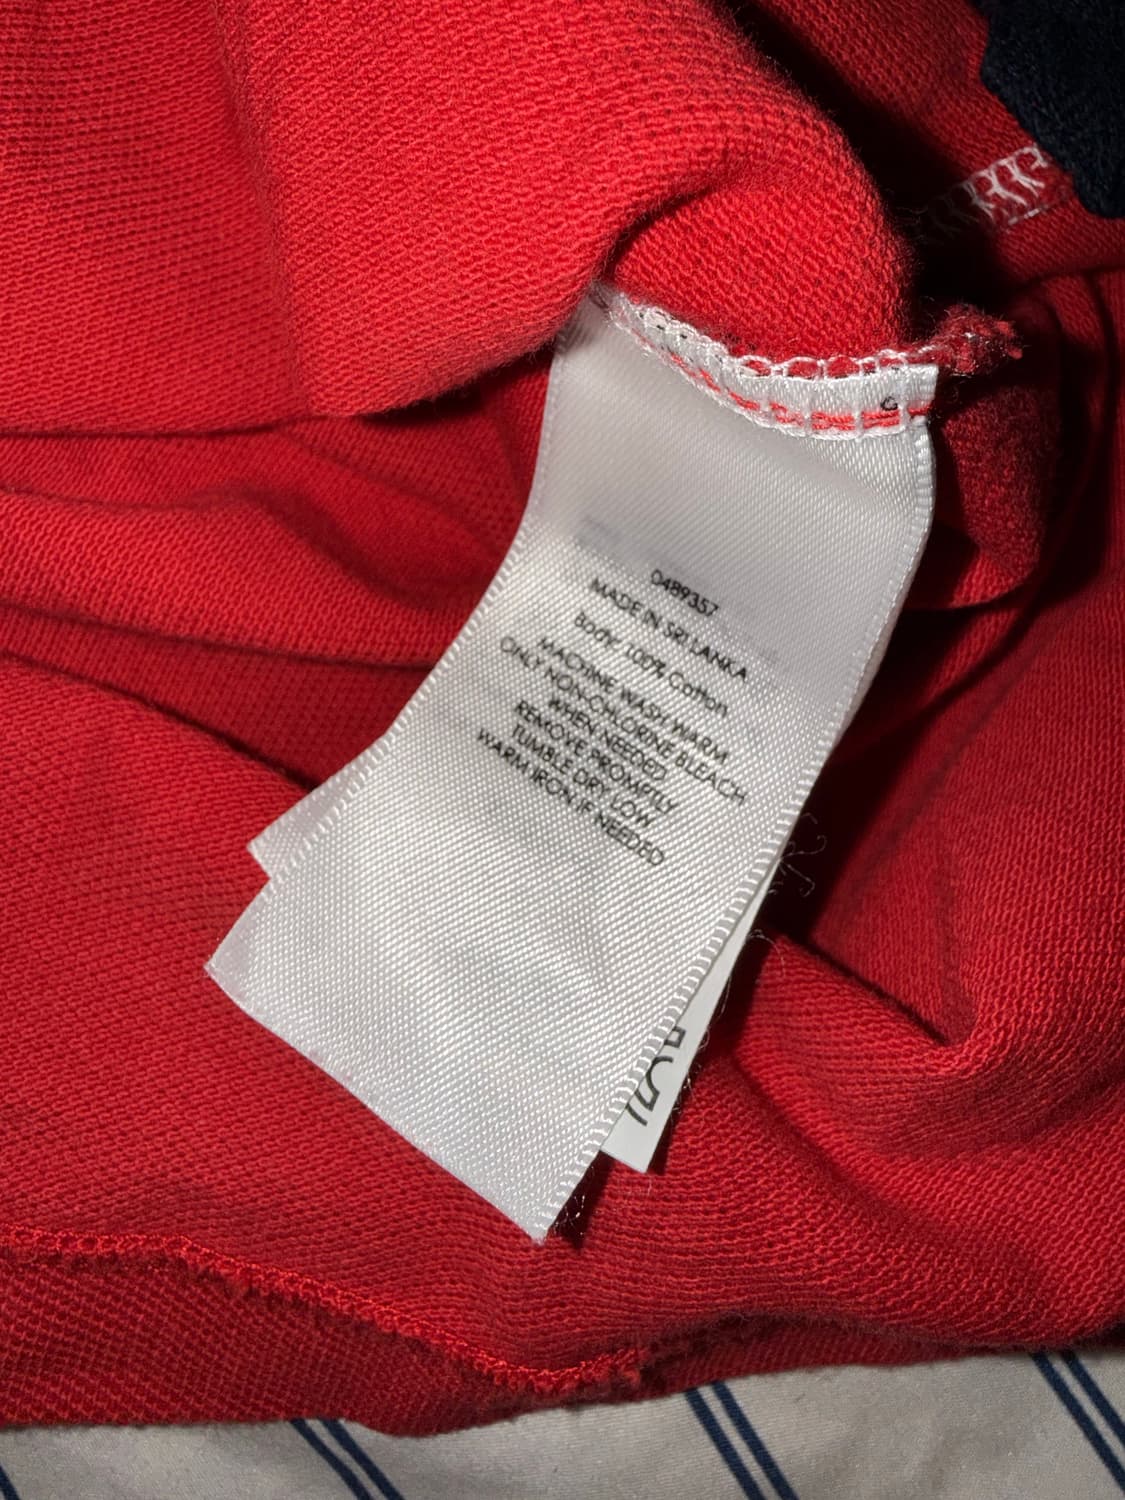 0489357
MADE IN SRI LANKA
Body: 100% Cotton
MACHINE WASH WARM
ONLY NON-CHLORINE BLEACH
WHEN NEEDED
REMOVE PROMPTLY
TUMBLE DRY LOW
WARM IRON IF NEEDED